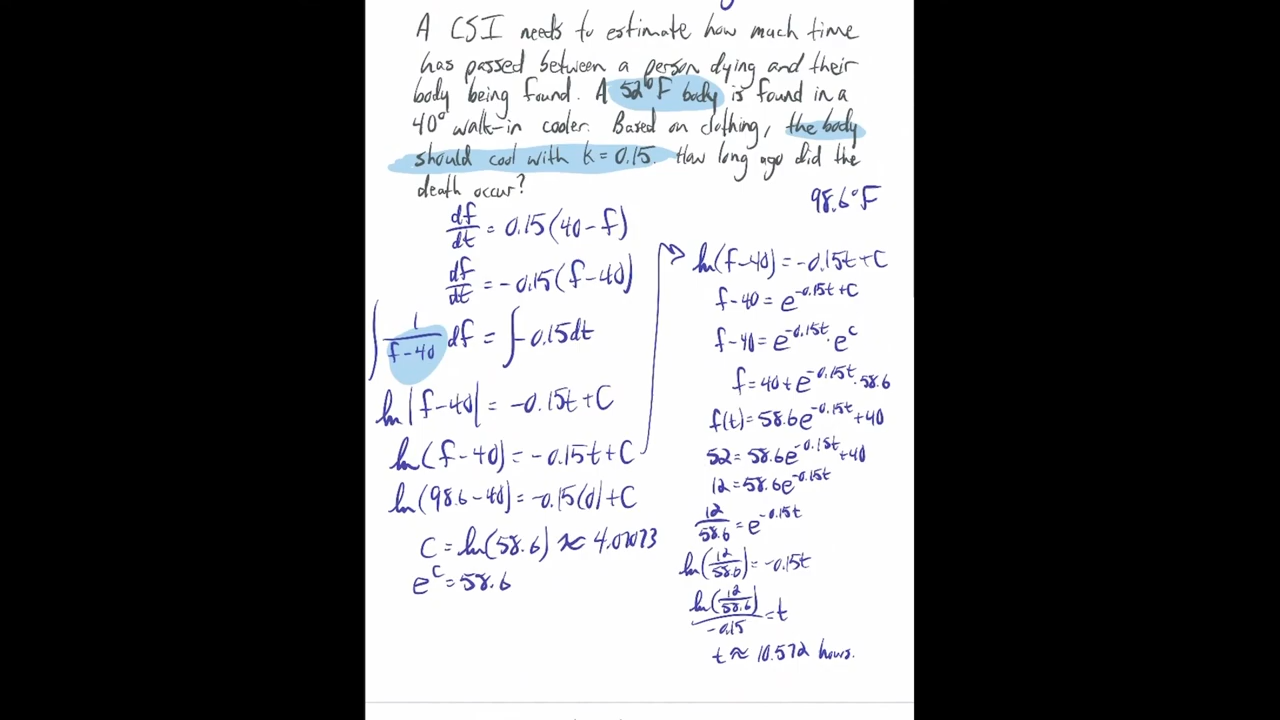 A CSI needs to estimate how much time
has passed between a person dying and their
body being found. A 52°F body is found in a
40° walk-in cooler. Based on clothing, the body
should cool with k = 0.15. How long ago did the
death occur?
98.6°F
df/dt = 0.15(40-f)
df/dt = -0.15(f-40)
∫ 1/(f-40) df = ∫ -0.15dt
ln|f-40| = -0.15t+C
ln(f-40) = -0.15t+C
ln(98.6-40) = -0.15(0)+C
C = ln(58.6) ≈ 4.07073
e^C = 58.6
ln(f-40) = -0.15t+C
f-40 = e^(-0.15t+C)
f-40 = e^(-0.15t) · e^C
f = 40+e^(-0.15t) · 58.6
f(t) = 58.6e^(-0.15t) +40
52 = 58.6e^(-0.15t) +40
12 = 58.6e^(-0.15t)
12/58.6 = e^(-0.15t)
ln(12/58.6) = -0.15t
ln(12/58.6)/-0.15 = t
t ≈ 10.572 hours.